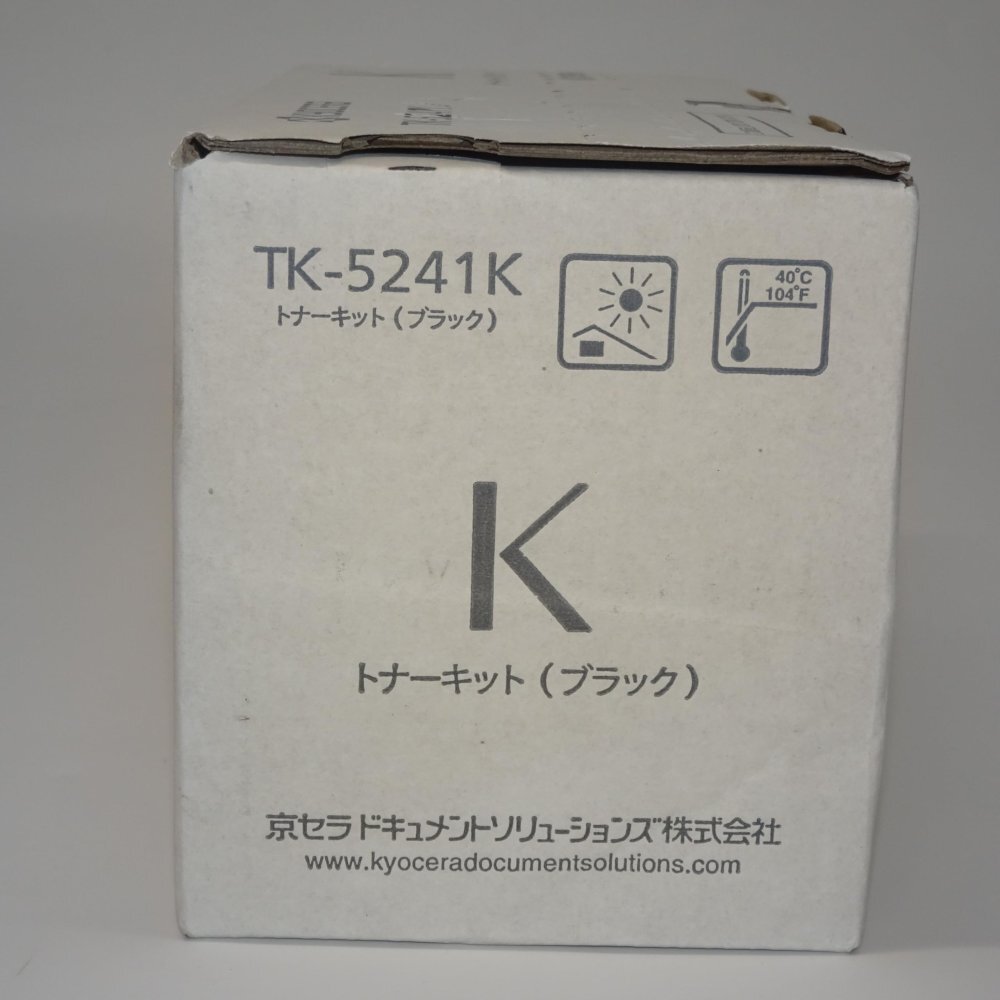 TK-5241K
トナーキット(ブラック)
40°C
104°F
K
トナーキット(ブラック)
京セラドキュメントソリューションズ株式会社
www.kyoceradocumentsolutions.com